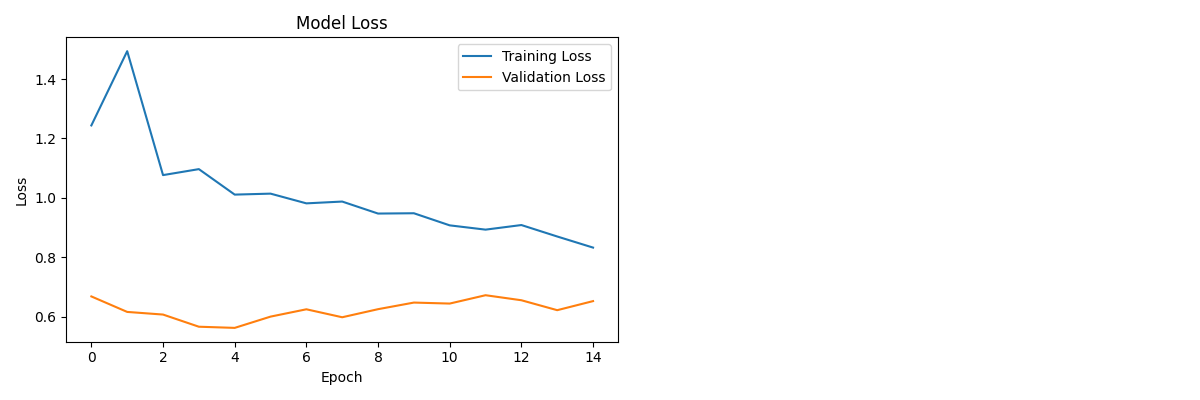 Model Loss
Training Loss
Validation Loss
Loss
1.4
1.2
1.0
0.8
0.6
0 2 4 6 8 10 12 14
Epoch